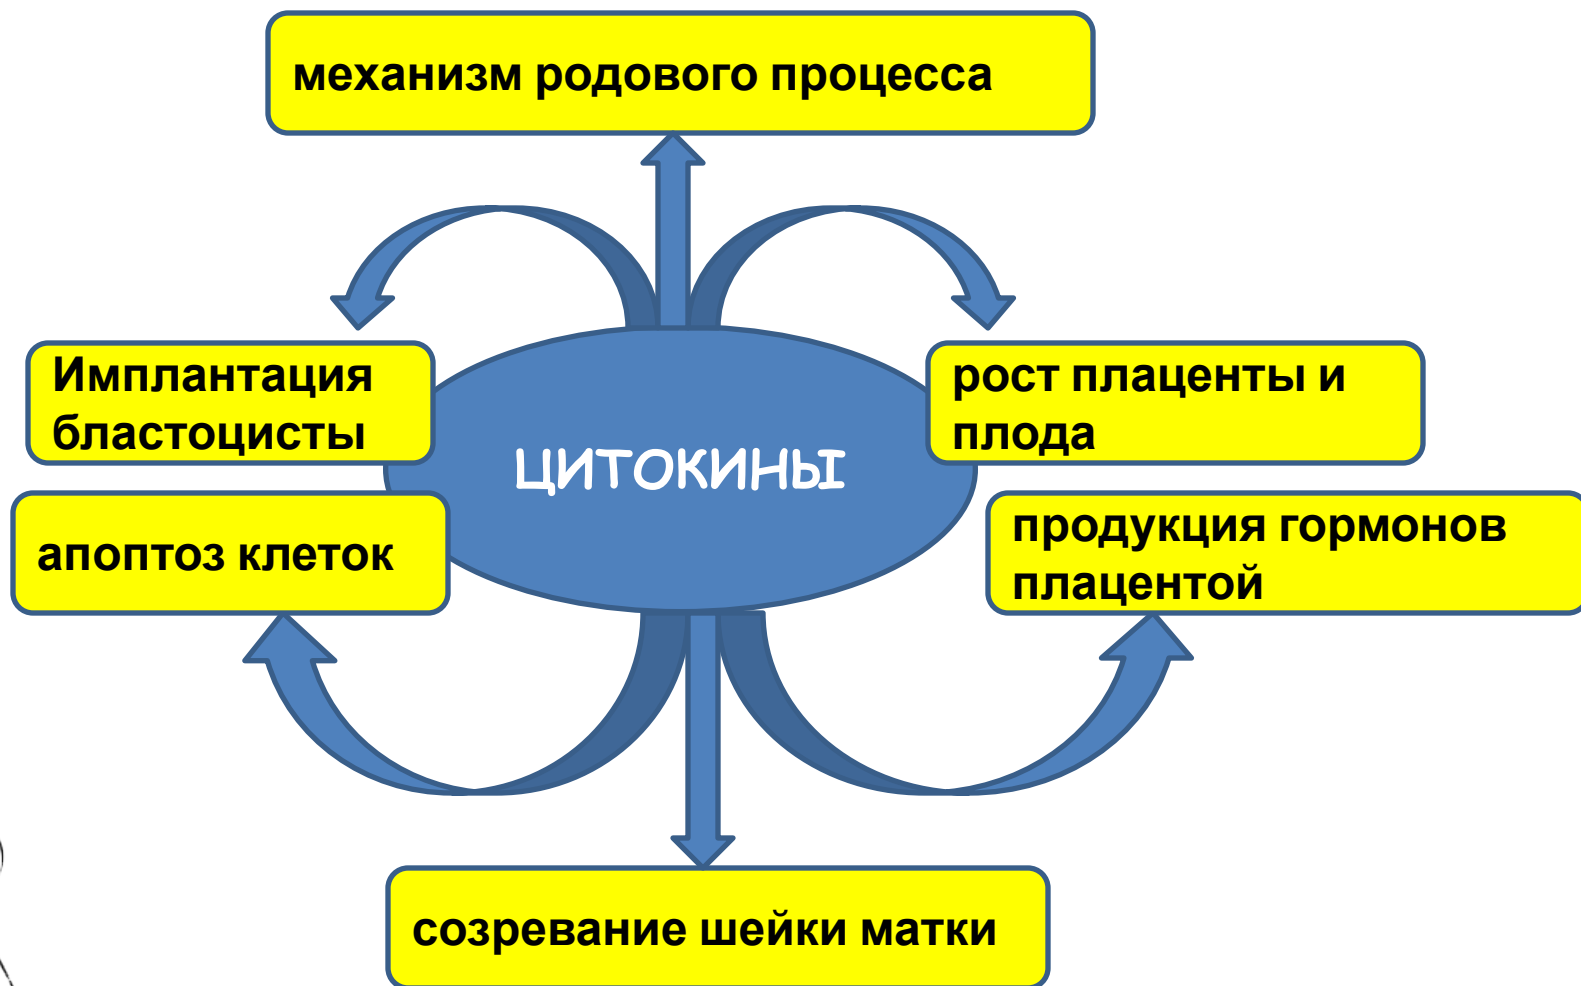 механизм родового процесса
Имплантация
бластоцисты
рост плаценты и
плода
ЦИТОКИНЫ
апоптоз клеток
продукция гормонов
плацентой
созревание шейки матки